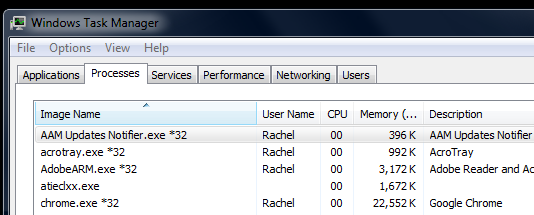 Windows Task Manager
File Options View Help
Applications Processes Services Performance Networking Users
Image Name User Name CPU Memory (... Description
AAM Updates Notifier.exe *32 Rachel 00 396 K AAM Updates Notifier
acrotray.exe *32 Rachel 00 992 K AcroTray
AdobeARM.exe *32 Rachel 00 3,172 K Adobe Reader and Ac
atieclxx.exe 00 1,672 K
chrome.exe *32 Rachel 00 22,552 K Google Chrome